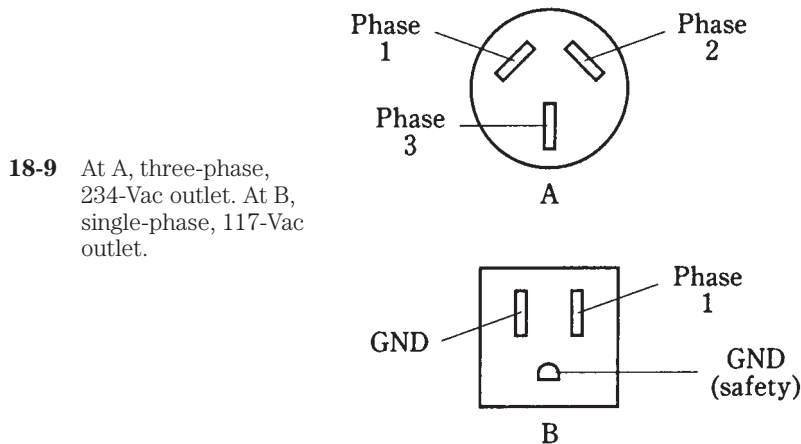 Phase
1
Phase
2
Phase
3
A
18-9 At A, three-phase,
234-Vac outlet. At B,
single-phase, 117-Vac
outlet.
Phase
1
GND
GND
(safety)
B